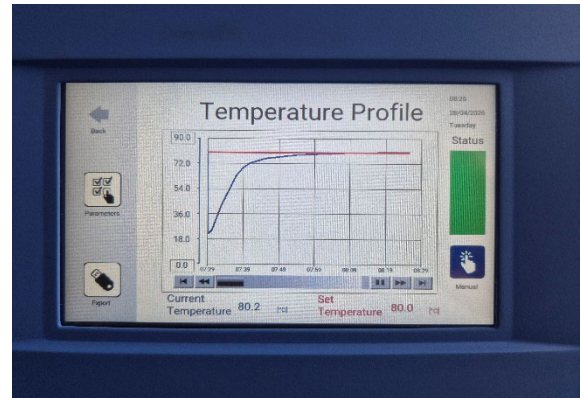 Temperature Profile
08:26
28/04/2026
Tuesday
Back
Status
90.0
72.0
54.0
36.0
18.0
0.0
Parameters
07:29 07:39 07:49 07:59 08:09 08:19 08:29
Export
Manual
Current
Temperature 80.2 [°C]
Set
Temperature 80.0 [°C]